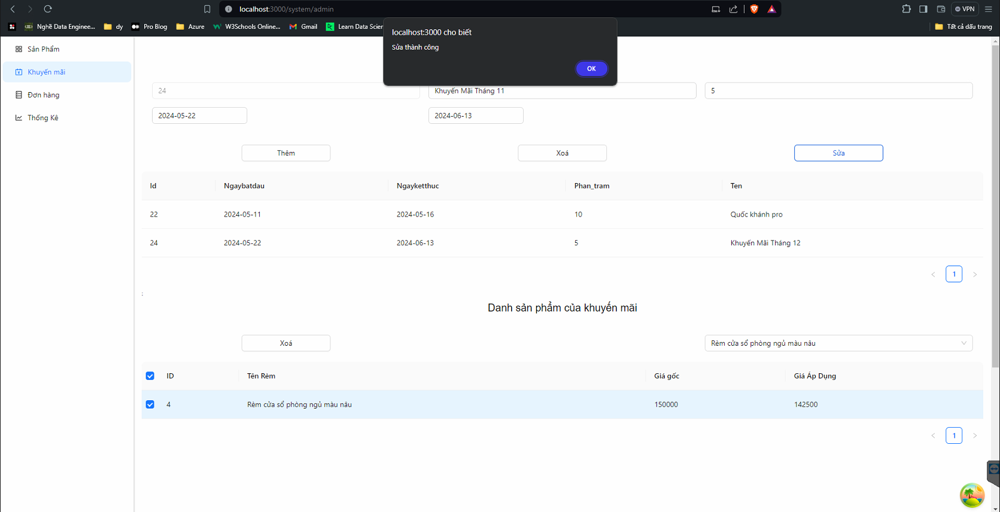 localhost:3000/system/admin
VPN
Nghề Data Enginee...
dy
Pro Blog
Azure
W3Schools Online...
Gmail
Learn Data Scier
Tất cả dấu trang
localhost:3000 cho biết
Sửa thành công
OK
Sản Phẩm
Khuyến mãi
Đơn hàng
Thống Kê
24
Khuyến Mãi Tháng 11
5
2024-05-22
2024-06-13
Thêm
Xoá
Sửa
Id Ngaybatdau Ngayketthuc Phan_tram Ten
22 2024-05-11 2024-05-16 10 Quốc khánh pro
24 2024-05-22 2024-06-13 5 Khuyến Mãi Tháng 12
< 1 >
;
Danh sản phẩm của khuyến mãi
Xoá
Rèm cửa sổ phòng ngủ màu nâu
ID Tên Rèm Giá gốc Giá Áp Dụng
4 Rèm cửa sổ phòng ngủ màu nâu 150000 142500
< 1 >